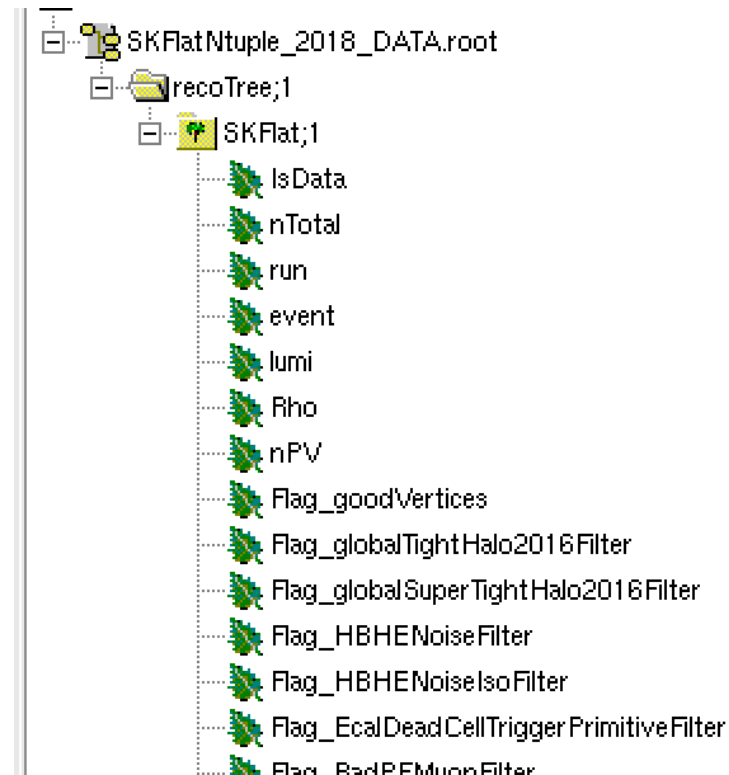 SKFlatNtuple_2018_DATA.root
recoTree;1
SKFlat;1
IsData
nTotal
run
event
lumi
Rho
nPV
Flag_goodVertices
Flag_globalTightHalo2016Filter
Flag_globalSuperTightHalo2016Filter
Flag_HBHENoiseFilter
Flag_HBHENoiseIsoFilter
Flag_EcalDeadCellTriggerPrimitiveFilter
Flag_BadPFMuonFilter